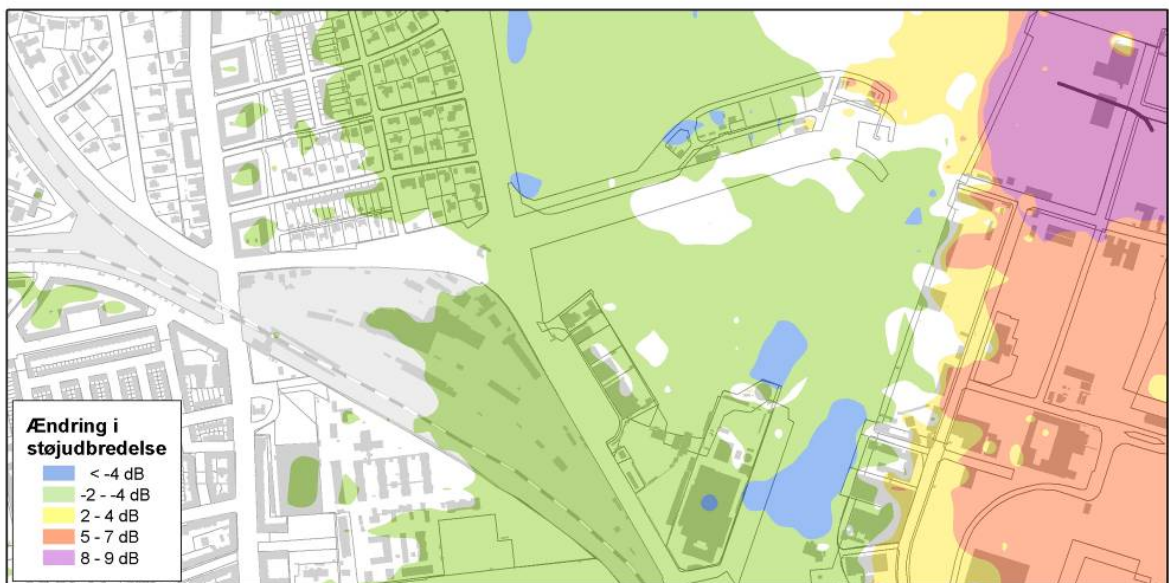 Ændring i
støjudbredelse
< -4 dB
-2 - -4 dB
2 - 4 dB
5 - 7 dB
8 - 9 dB